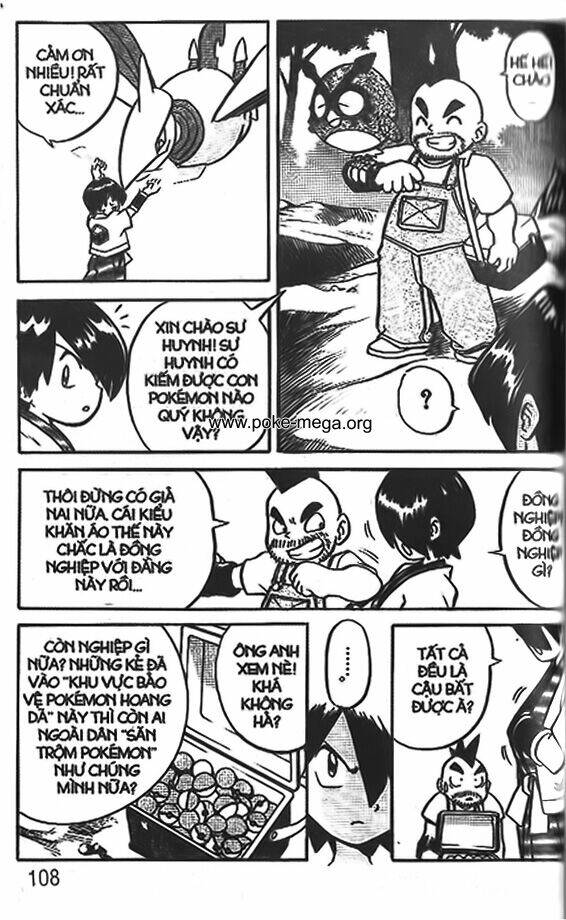 CẢM ƠN
NHIỀU! RẤT
CHUẨN
XÁC...
HẾ HẾ!
CHÀO
XIN CHÀO SƯ
HUYNH! SƯ
HUYNH CÓ
KIẾM ĐƯỢC CON
POKÉMON NÀO
QUÝ KHÔNG
VẬY?
www.poke-mega.org
?
THÔI ĐỪNG CÓ GIẢ
NAI NỮA. CÁI KIỂU
KHĂN ÁO THẾ NÀY
CHẮC LÀ ĐỒNG
NGHIỆP VỚI ĐẰNG
NÀY RỒI...
ĐỒNG
NGHIỆP
ĐỒNG
NGHIỆP
GÌ?
CÒN NGHIỆP GÌ
NỮA? NHỮNG KẺ ĐÃ
VÀO "KHU VỰC BẢO
VỆ POKÉMON HOANG
DÃ" NÀY THÌ CÒN AI
NGOÀI DÂN "SĂN
TRỘM POKÉMON"
NHƯ CHÚNG
MÌNH NỮA?
ÔNG ANH
XEM NÈ!
KHÁ
KHÔNG
HẢ?
.......
TẤT CẢ
ĐỀU LÀ
CẬU BẮT
ĐƯỢC À?
108